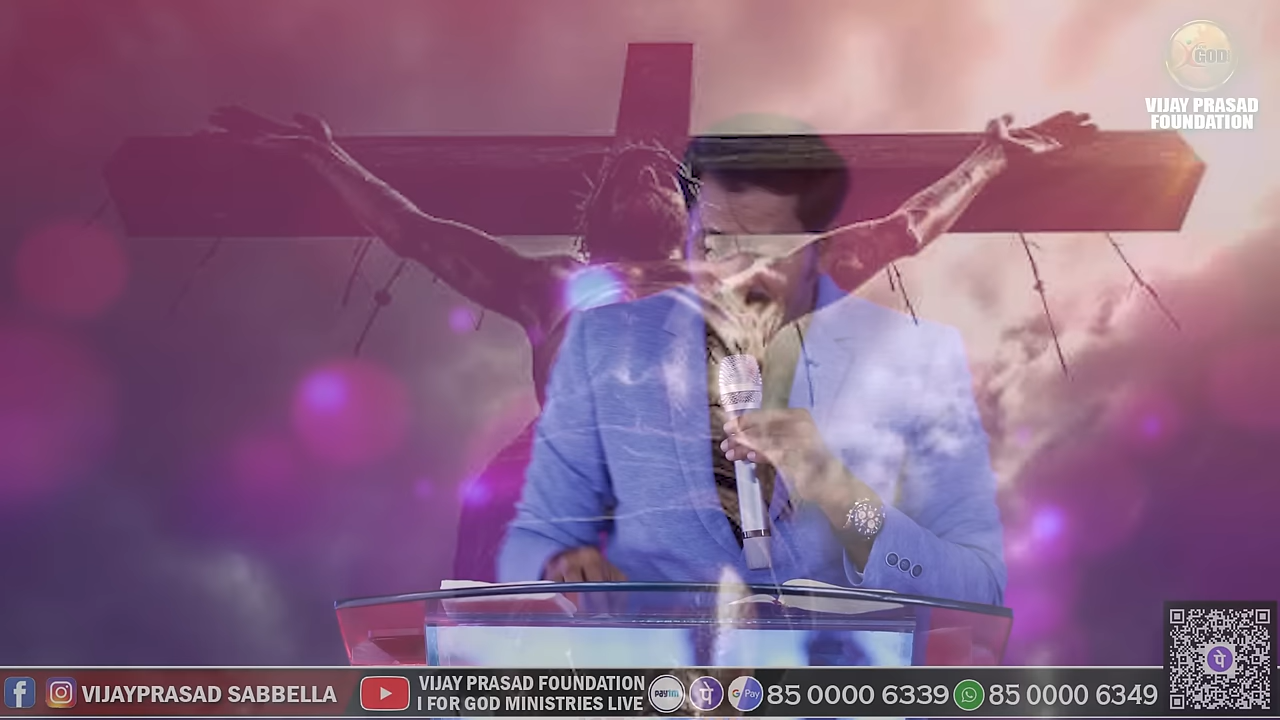 GOD
VIJAY PRASAD
FOUNDATION
VIJAYPRASAD SABBELLA
VIJAY PRASAD FOUNDATION
I FOR GOD MINISTRIES LIVE
Paytm
पे
G Pay
85 0000 6339
85 0000 6349
पे